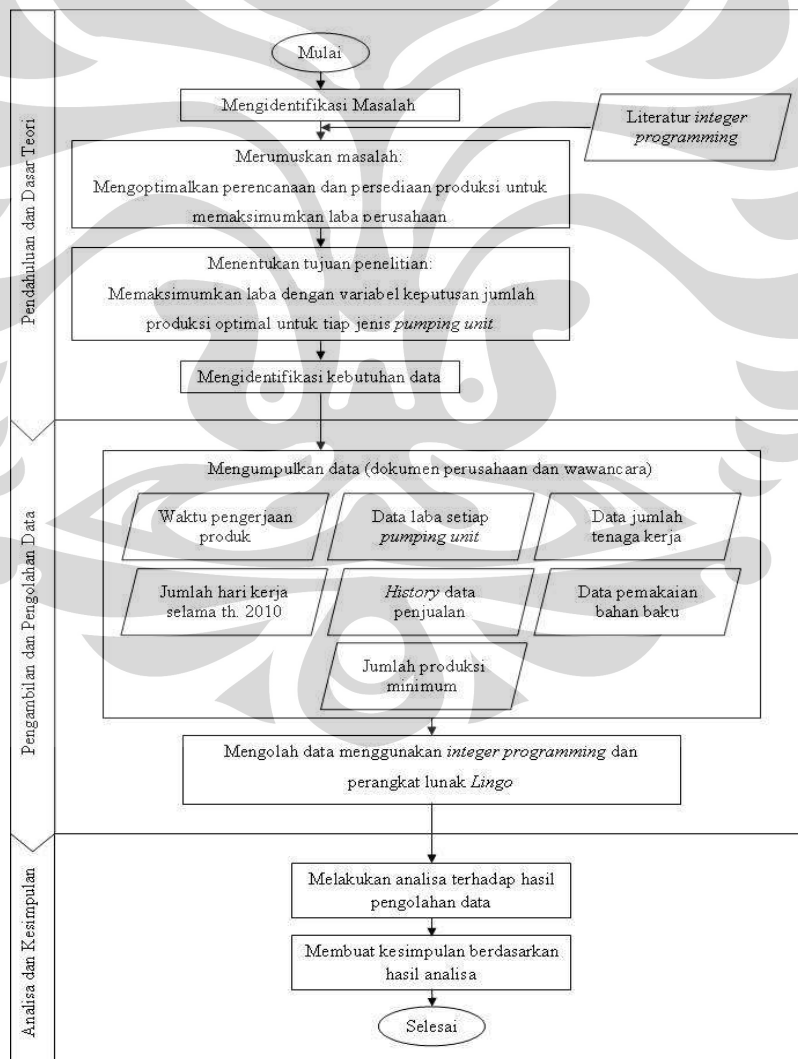 Pendahuluan dan Dasar Teori
Mulai
Mengidentifikasi Masalah
Literatur integer
programming
Merumuskan masalah:
Mengoptimalkan perencanaan dan persediaan produksi untuk
memaksimumkan laba perusahaan
Menentukan tujuan penelitian:
Memaksimumkan laba dengan variabel keputusan jumlah
produksi optimal untuk tiap jenis pumping unit
Mengidentifikasi kebutuhan data
Pengambilan dan Pengolahan Data
Mengumpulkan data (dokumen perusahaan dan wawancara)
Waktu pengerjaan
produk
Data laba setiap
pumping unit
Data jumlah
tenaga kerja
Jumlah hari kerja
selama th. 2010
History data
penjualan
Data pemakaian
bahan baku
Jumlah produksi
minimum
Mengolah data menggunakan integer programming dan
perangkat lunak Lingo
Analisa dan Kesimpulan
Melakukan analisa terhadap hasil
pengolahan data
Membuat kesimpulan berdasarkan
hasil analisa
Selesai